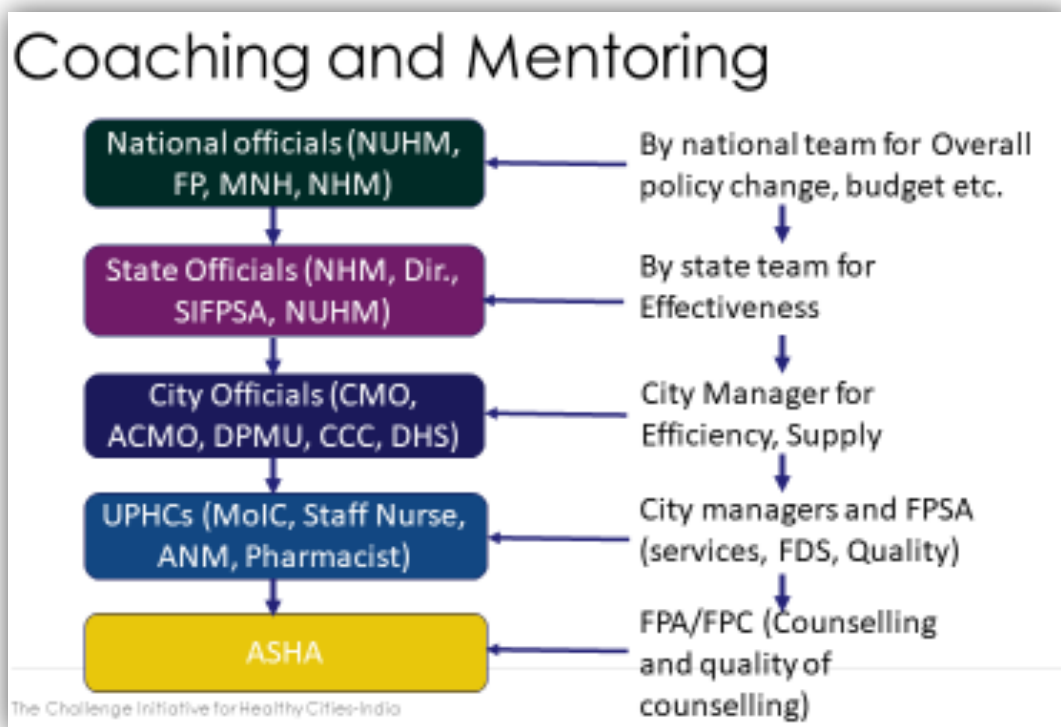 Coaching and Mentoring
National officials (NUHM,
FP, MNH, NHM)
By national team for Overall
policy change, budget etc.
State Officials (NHM, Dir.,
SIFPSA, NUHM)
By state team for
Effectiveness
City Officials (CMO,
ACMO, DPMU, CCC, DHS)
City Manager for
Efficiency, Supply
UPHCs (MoIC, Staff Nurse,
ANM, Pharmacist)
City managers and FPSA
(services, FDS, Quality)
ASHA
FPA/FPC (Counselling
and quality of
counselling)
The Challenge Initiative for Healthy Cities-India